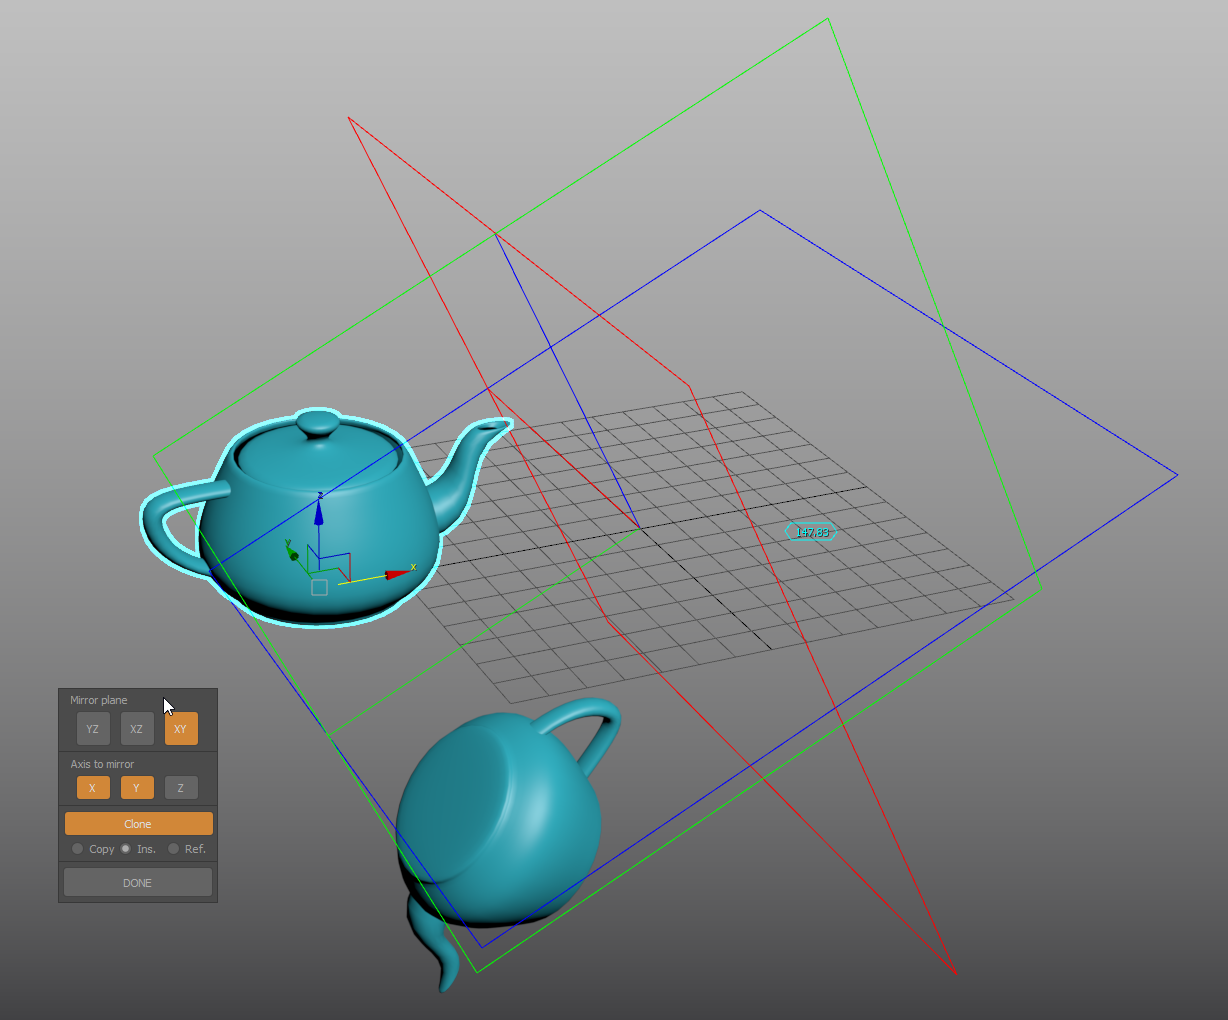 z
y
x
147,83
Mirror plane
YZ XZ XY
Axis to mirror
X Y Z
Clone
Copy Ins. Ref.
DONE